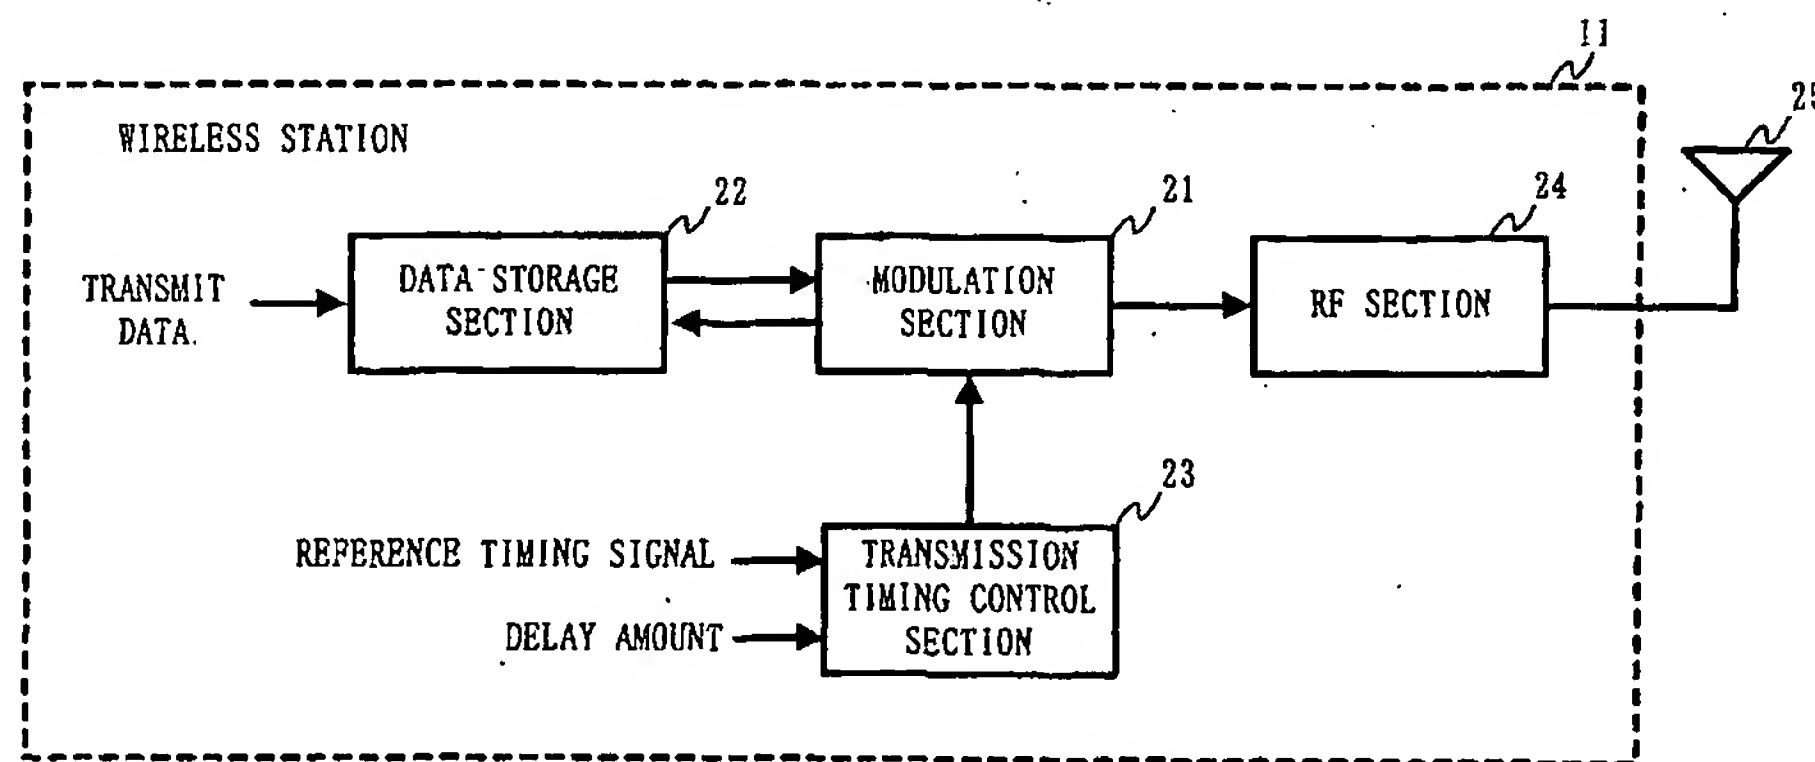 11
25
WIRELESS STATION
22
21
24
TRANSMIT
DATA.
DATA STORAGE
SECTION
MODULATION
SECTION
RF SECTION
23
REFERENCE TIMING SIGNAL
DELAY AMOUNT
TRANSMISSION
TIMING CONTROL
SECTION